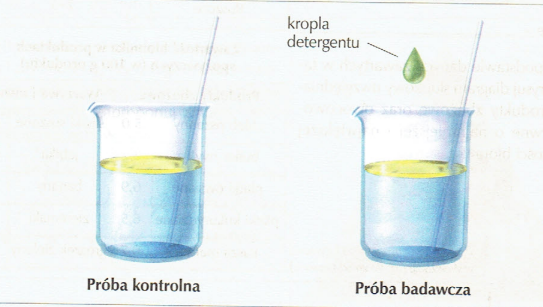 kropla
detergentu
Próba kontrolna
Próba badawcza